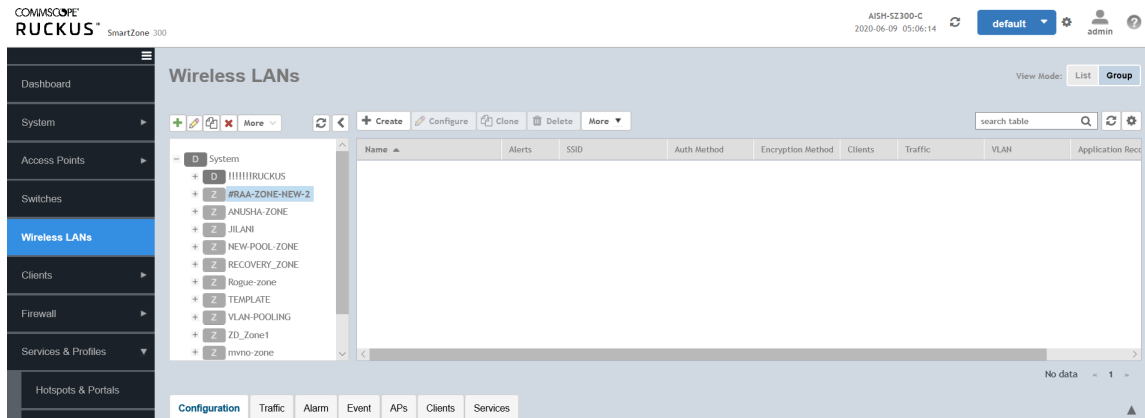 COMMSCOPE®
RUCKUS® SmartZone 300
AISH-SZ300-C
2020-06-09 05:06:14
default
admin
?
Dashboard
System
Access Points
Switches
Wireless LANs
Clients
Firewall
Services & Profiles
Hotspots & Portals
Wireless LANs
View Mode: List Group
More
Create Configure Clone Delete More
search table
D System
D !!!!!!!RUCKUS
Z #RAA-ZONE-NEW-2
Z ANUSHA-ZONE
Z JILANI
Z NEW-POOL-ZONE
Z RECOVERY_ZONE
Z Rogue-zone
Z TEMPLATE
Z VLAN-POOLING
Z ZD_Zone1
Z mvno-zone
Name Alerts SSID Auth Method Encryption Method Clients Traffic VLAN Application Reco
No data « 1 »
Configuration Traffic Alarm Event APs Clients Services